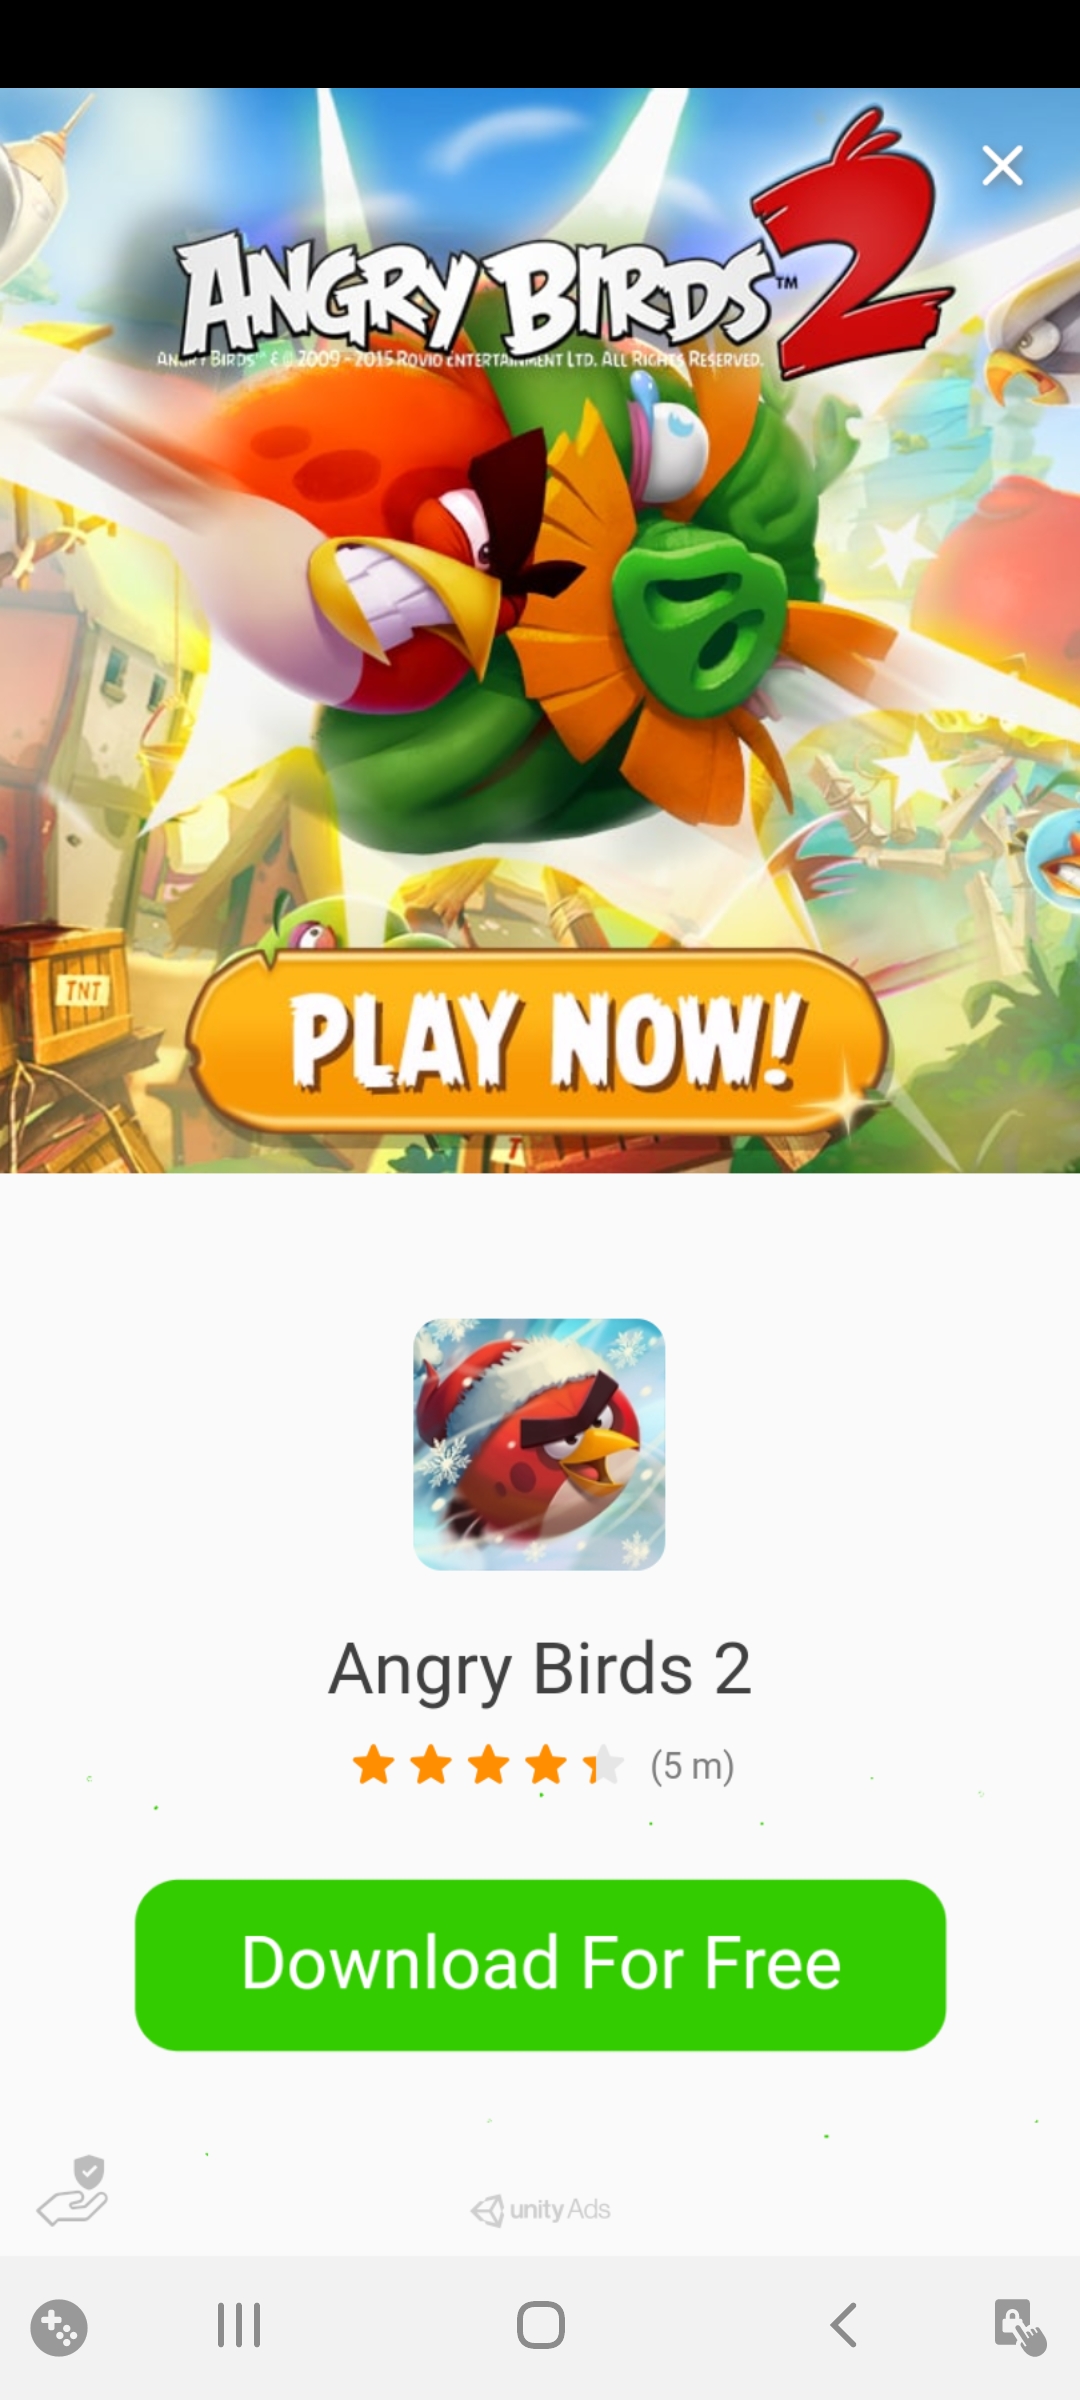 ANGRY BIRDS™ 2
ANGRY BIRDS™ & © 2009 - 2015 ROVIO ENTERTAINMENT LTD. ALL RIGHTS RESERVED.
TNT
PLAY NOW!
T
Angry Birds 2
(5 m)
Download For Free
unity Ads